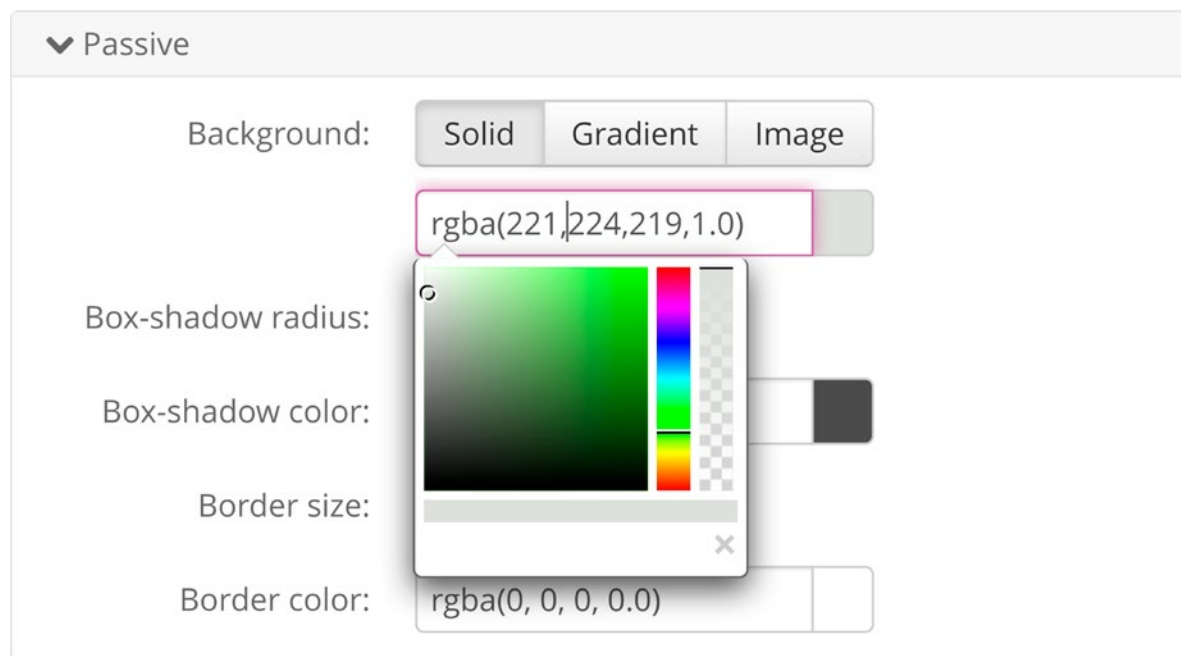 Passive
Background: Solid Gradient Image
rgba(221,224,219,1.0)
Box-shadow radius:
Box-shadow color:
Border size:
Border color: rgba(0, 0, 0, 0.0)